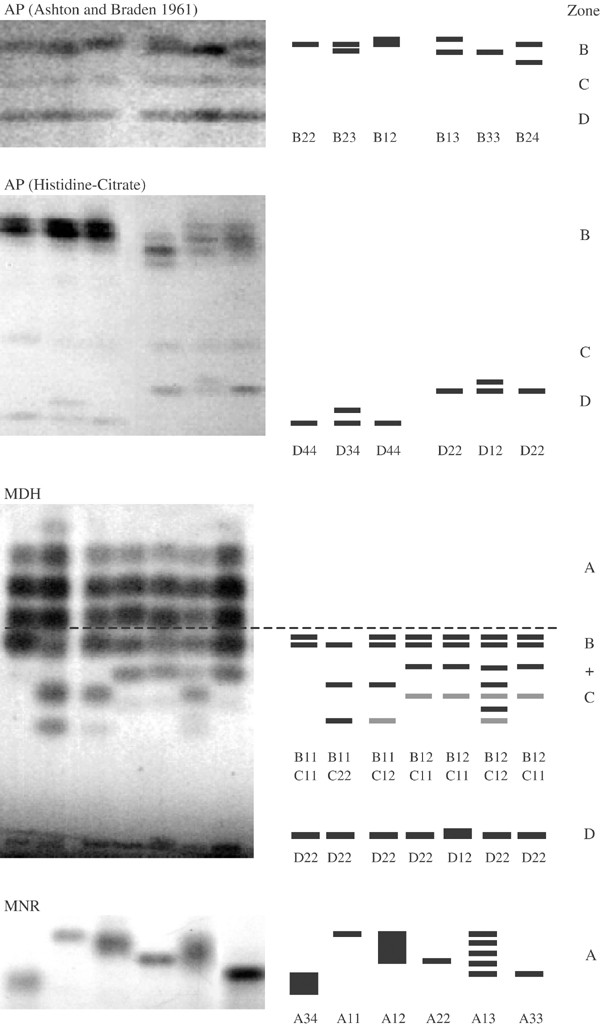 AP (Ashton and Braden 1961)
Zone
B
C
D
B22 B23 B12 B13 B33 B24
AP (Histidine-Citrate)
B
C
D
D44 D34 D44 D22 D12 D22
MDH
A
B
+
C
B11 B11 B11 B12 B12 B12 B12
C11 C22 C12 C11 C11 C12 C11
D
D22 D22 D22 D22 D12 D22 D22
MNR
A
A34 A11 A12 A22 A13 A33